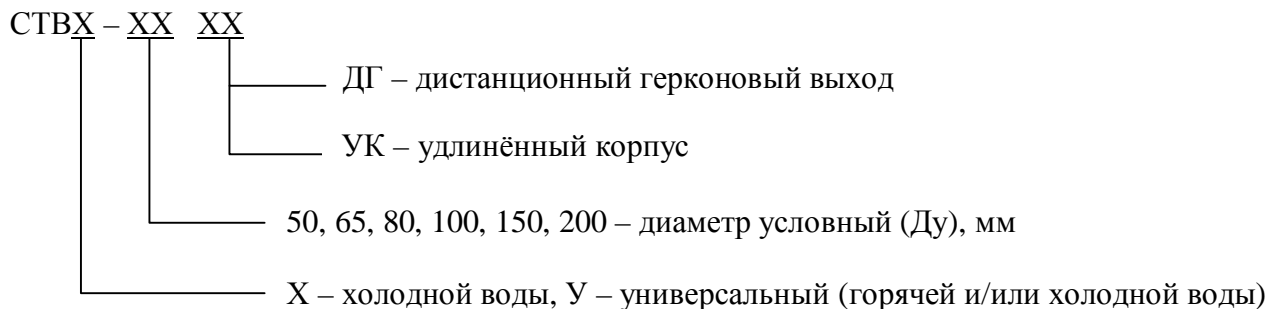 СТВХ – ХХ ХХ
ДГ – дистанционный герконовый выход
УК – удлинённый корпус
50, 65, 80, 100, 150, 200 – диаметр условный (Ду), мм
Х – холодной воды, У – универсальный (горячей и/или холодной воды)